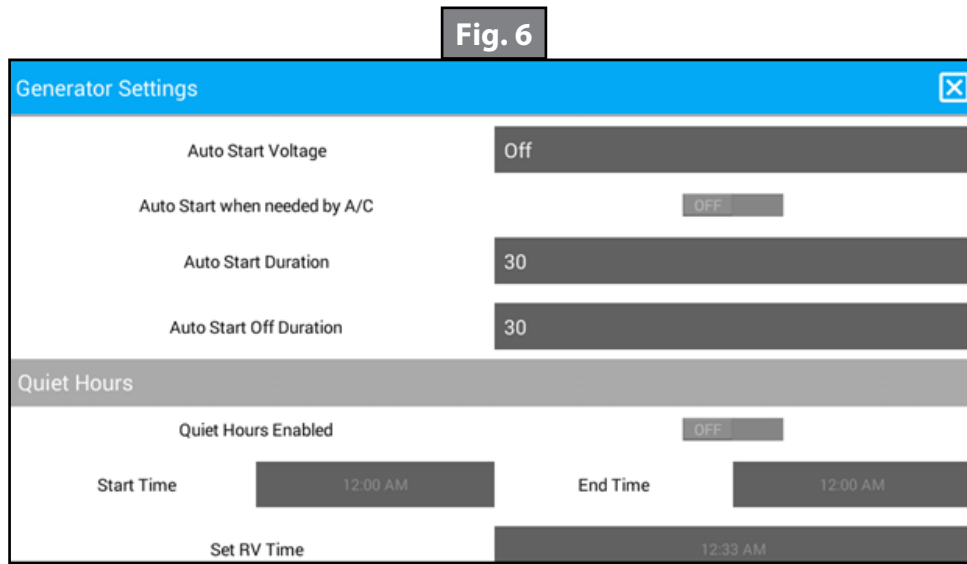 Fig. 6
Generator Settings
Auto Start Voltage Off
Auto Start when needed by A/C OFF
Auto Start Duration 30
Auto Start Off Duration 30
Quiet Hours
Quiet Hours Enabled OFF
Start Time 12:00 AM End Time 12:00 AM
Set RV Time 12:33 AM